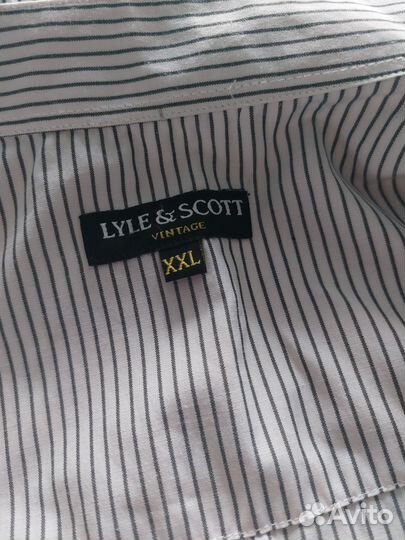 LYLE & SCOTT
VINTAGE
XXL
Avito